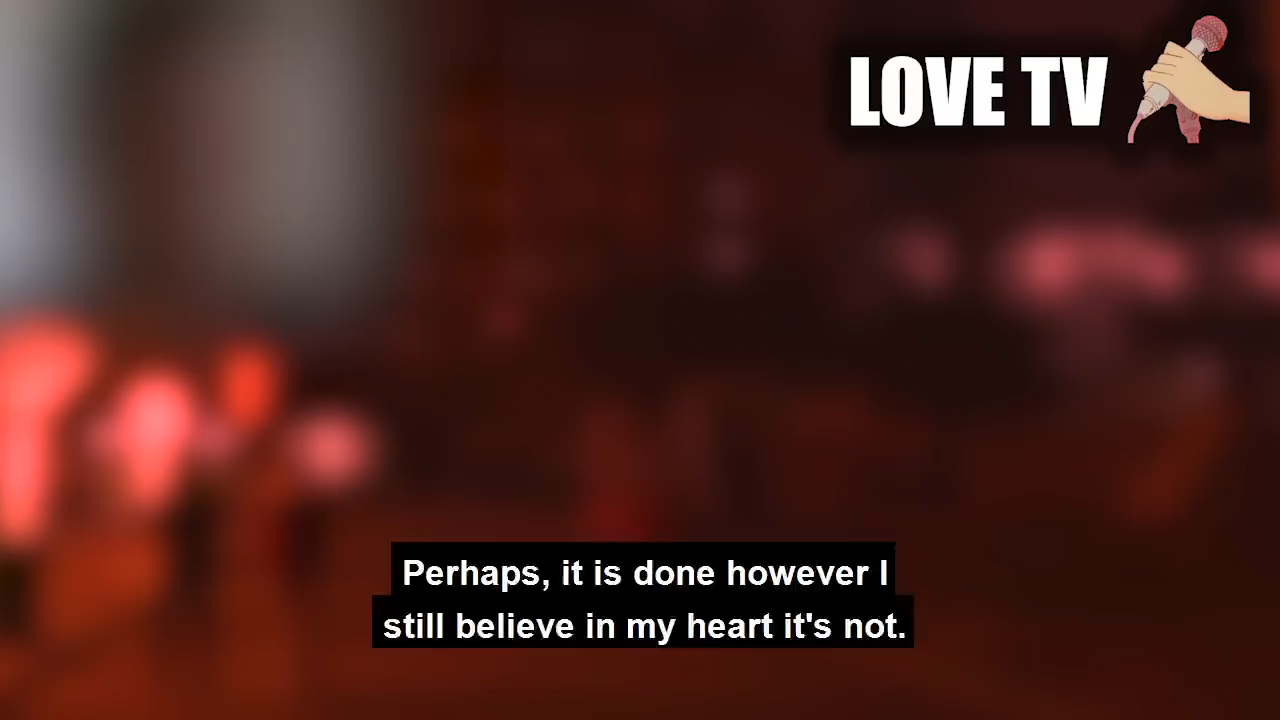 LOVE TV
Perhaps, it is done however I
still believe in my heart it's not.